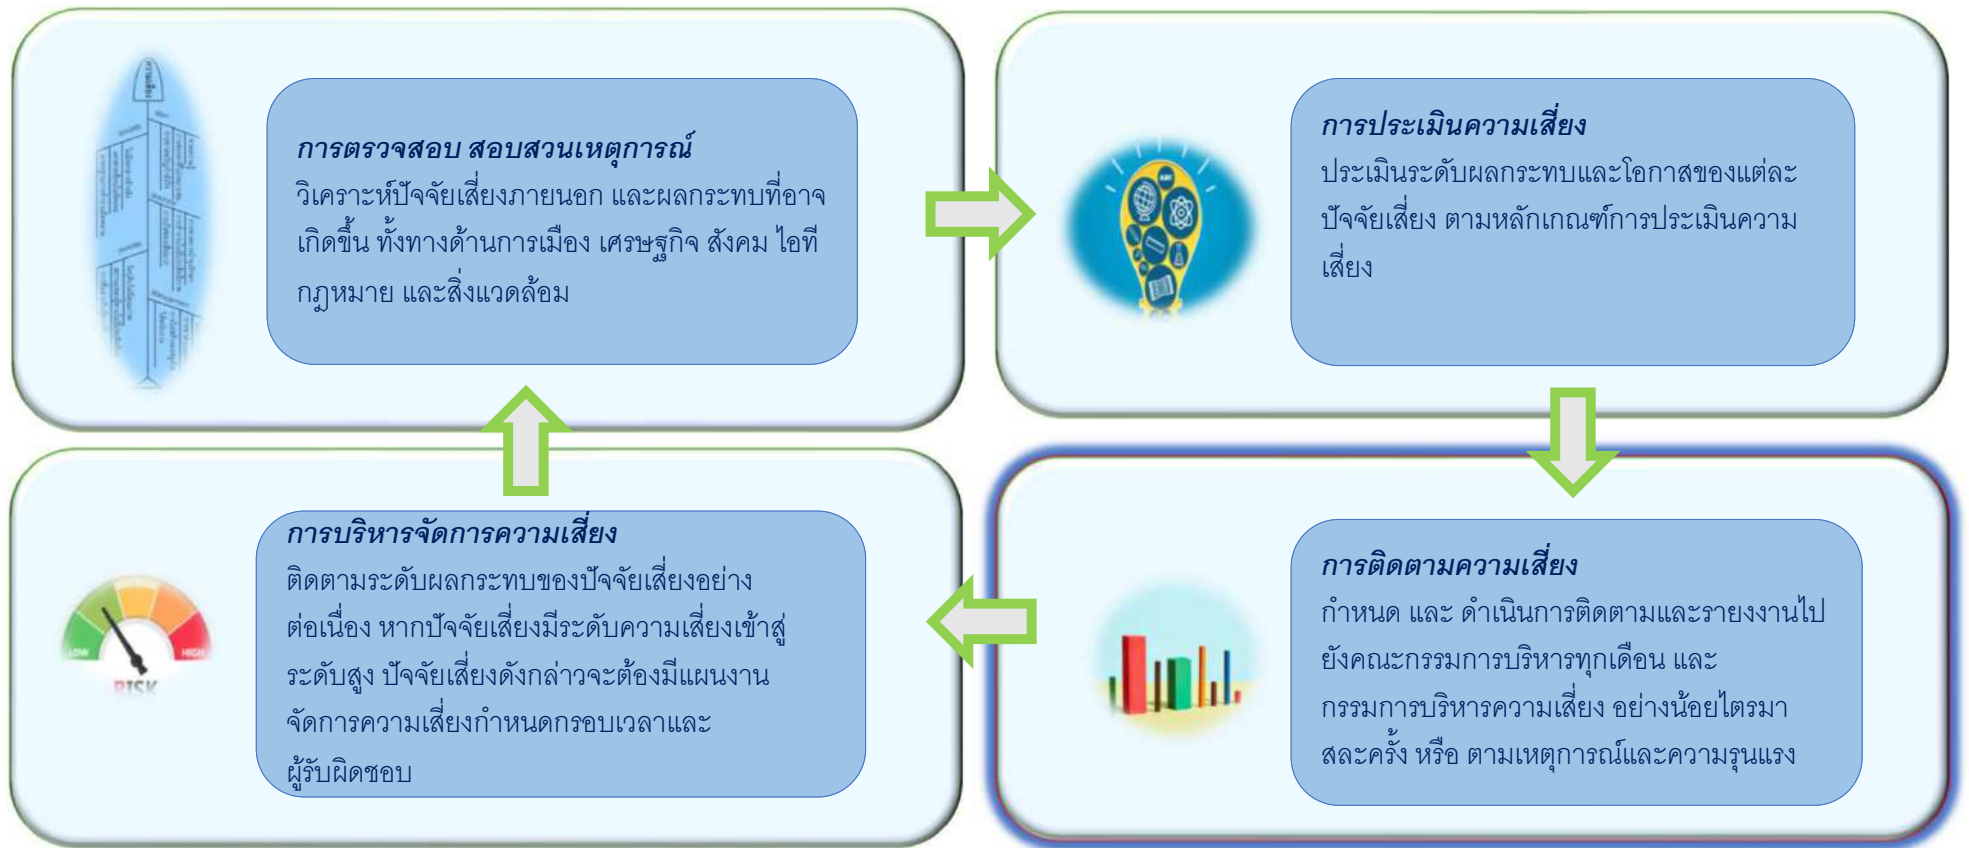 การตรวจสอบ สอบสวนเหตุการณ์
วิเคราะห์ปัจจัยเสี่ยงภายนอก และผลกระทบที่อาจ
เกิดขึ้น ทั้งทางด้านการเมือง เศรษฐกิจ สังคม ไอที
กฎหมาย และสิ่งแวดล้อม
การประเมินความเสี่ยง
ประเมินระดับผลกระทบและโอกาสของแต่ละ
ปัจจัยเสี่ยง ตามหลักเกณฑ์การประเมินความ
เสี่ยง
การติดตามความเสี่ยง
กำหนด และ ดำเนินการติดตามและรายงงานไป
ยังคณะกรรมการบริหารทุกเดือน และ
กรรมการบริหารความเสี่ยง อย่างน้อยไตรมา
สละครั้ง หรือ ตามเหตุการณ์และความรุนแรง
การบริหารจัดการความเสี่ยง
ติดตามระดับผลกระทบของปัจจัยเสี่ยงอย่าง
ต่อเนื่อง หากปัจจัยเสี่ยงมีระดับความเสี่ยงเข้าสู่
ระดับสูง ปัจจัยเสี่ยงดังกล่าวจะต้องมีแผนงาน
จัดการความเสี่ยงกำหนดกรอบเวลาและ
ผู้รับผิดชอบ
LOW
HIGH
RISK